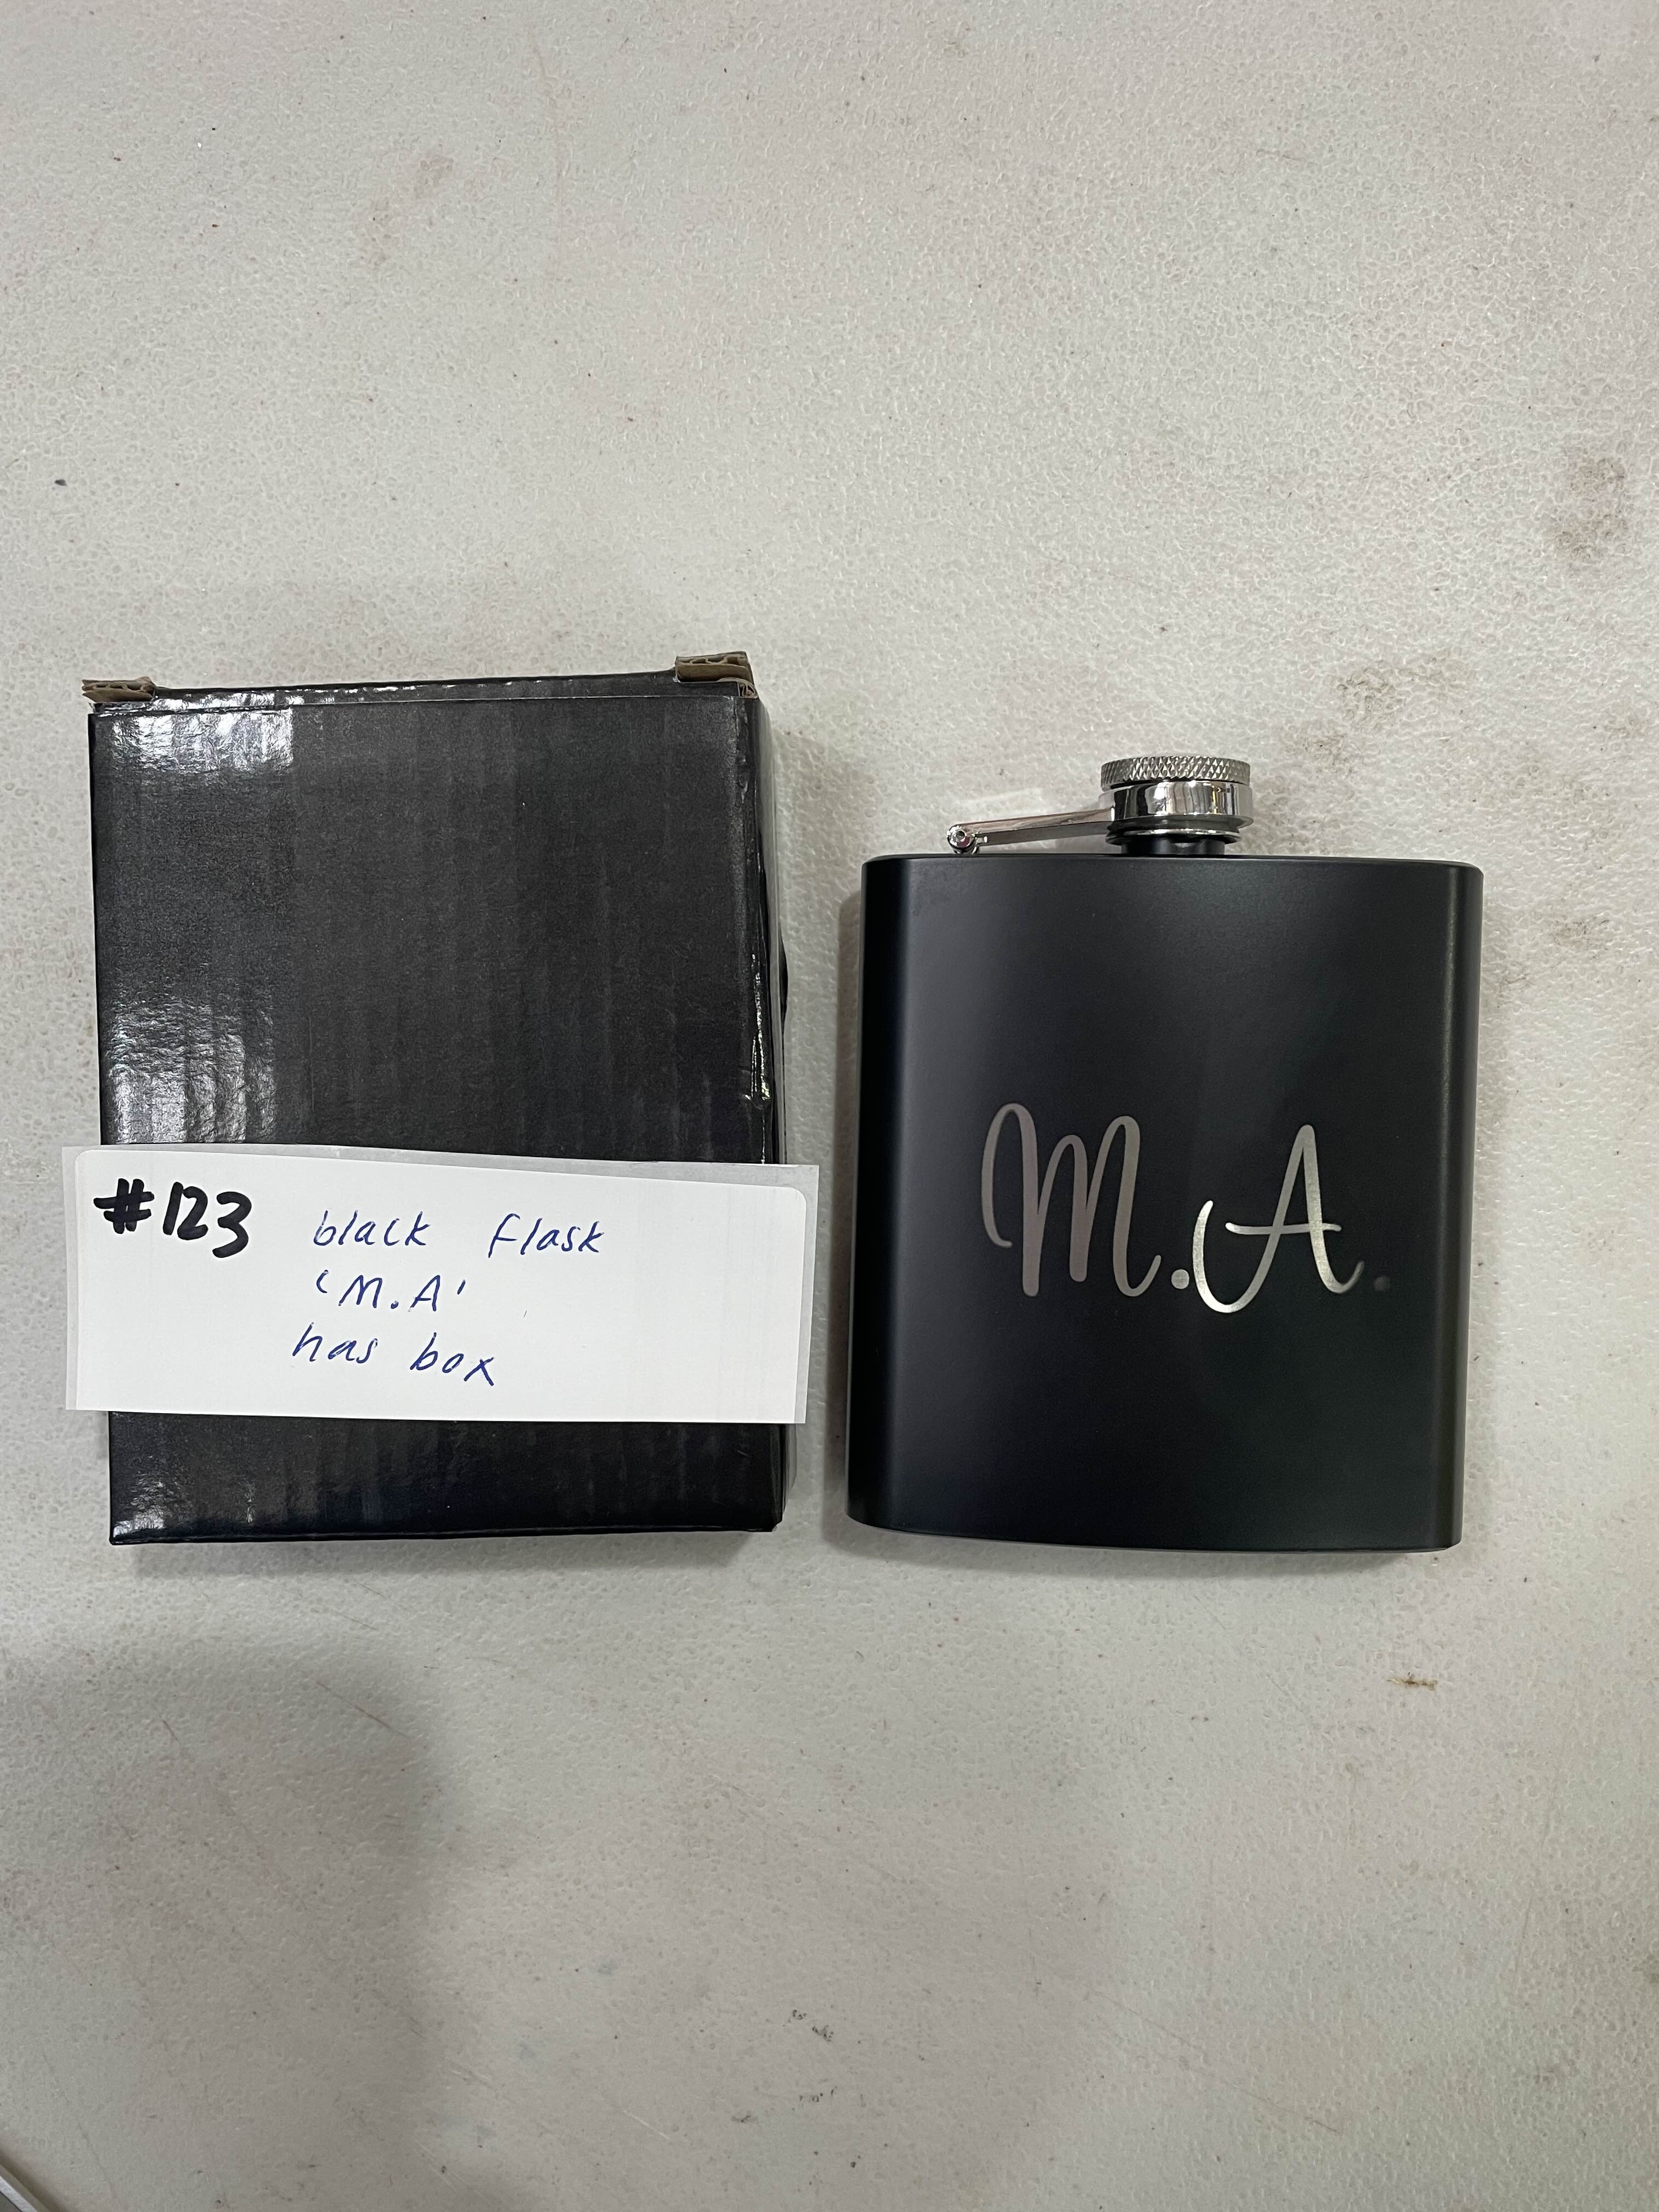 #123 black flask
'M.A'
has box
M.A.